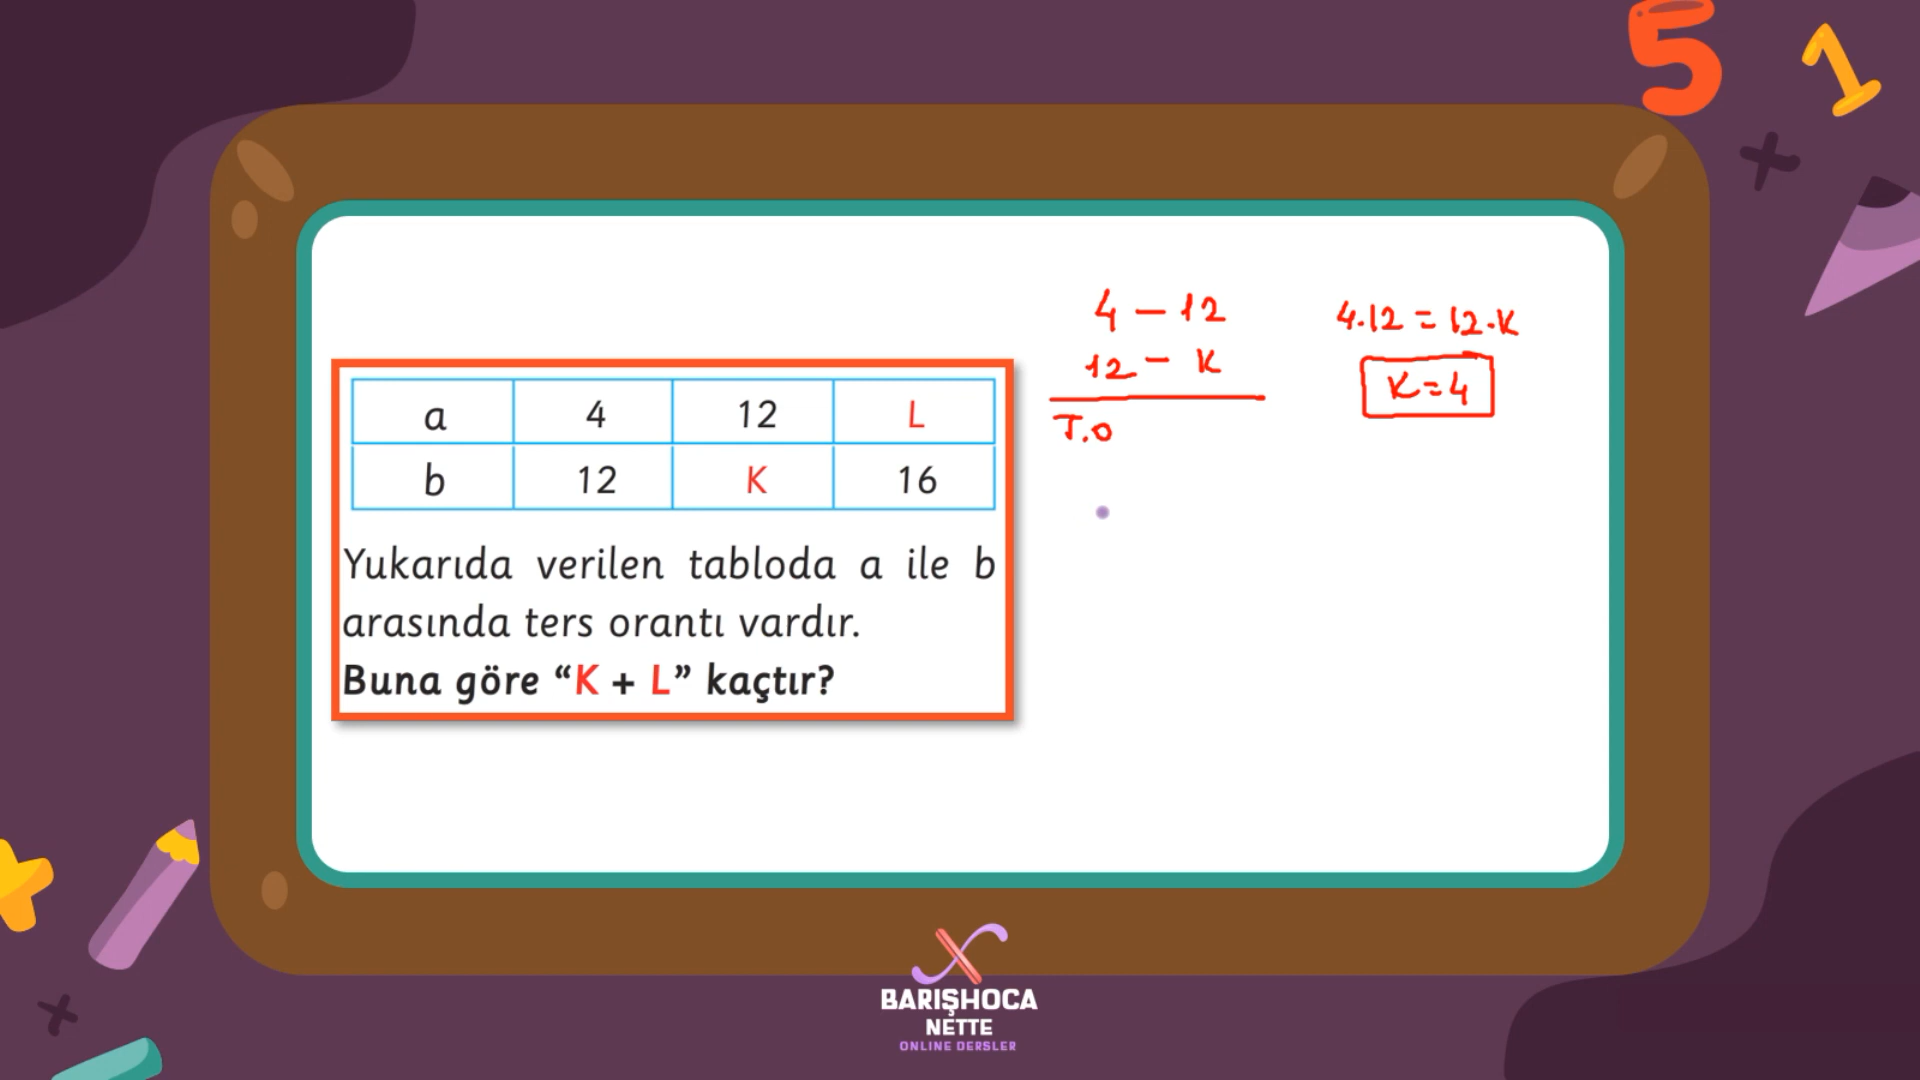 5 1
4 – 12
12 – K
T.O
4.12 = 12.K
K=4
a 4 12 L
b 12 K 16
Yukarıda verilen tabloda a ile b
arasında ters orantı vardır.
Buna göre “K + L” kaçtır?
BARIŞHOCA
NETTE
ONLINE DERSLER